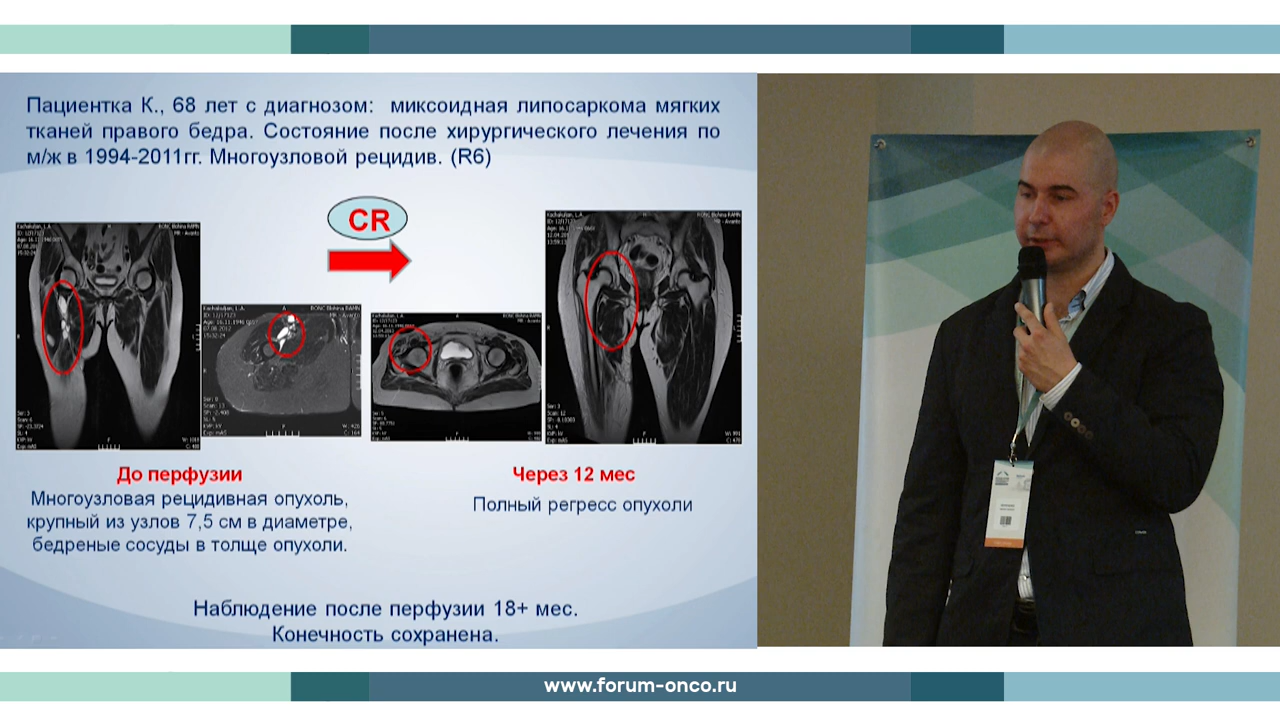 Пациентка К., 68 лет с диагнозом: миксоидная липосаркома мягких
тканей правого бедра. Состояние после хирургического лечения по
м/ж в 1994-2011гг. Многоузловой рецидив. (R6)
CR
До перфузии
Многоузловая рецидивная опухоль,
крупный из узлов 7,5 см в диаметре,
бедреные сосуды в толще опухоли.
Через 12 мес
Полный регресс опухоли
Наблюдение после перфузии 18+ мес.
Конечность сохранена.
www.forum-onco.ru